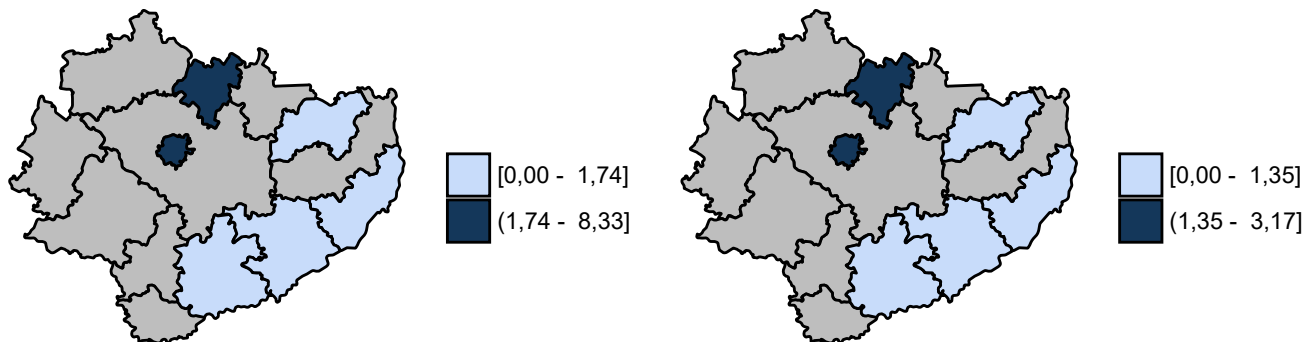 [0,00 - 1,74]
(1,74 - 8,33]
[0,00 - 1,35]
(1,35 - 3,17]